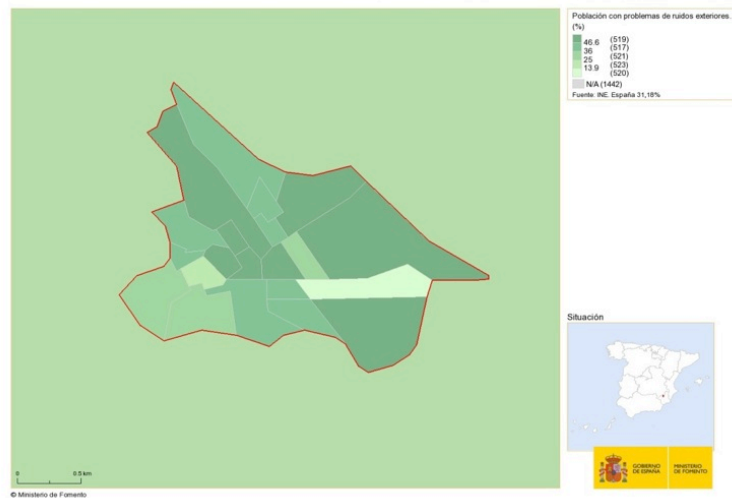 Población con problemas de ruidos exteriores.
(%)
46.6 (519)
36 (517)
25 (521)
13.9 (523)
(520)
N/A (1442)
Fuente: INE. España 31,18%
Situación
0 0.5 km
GOBIERNO DE ESPAÑA
MINISTERIO DE FOMENTO
© Ministerio de Fomento